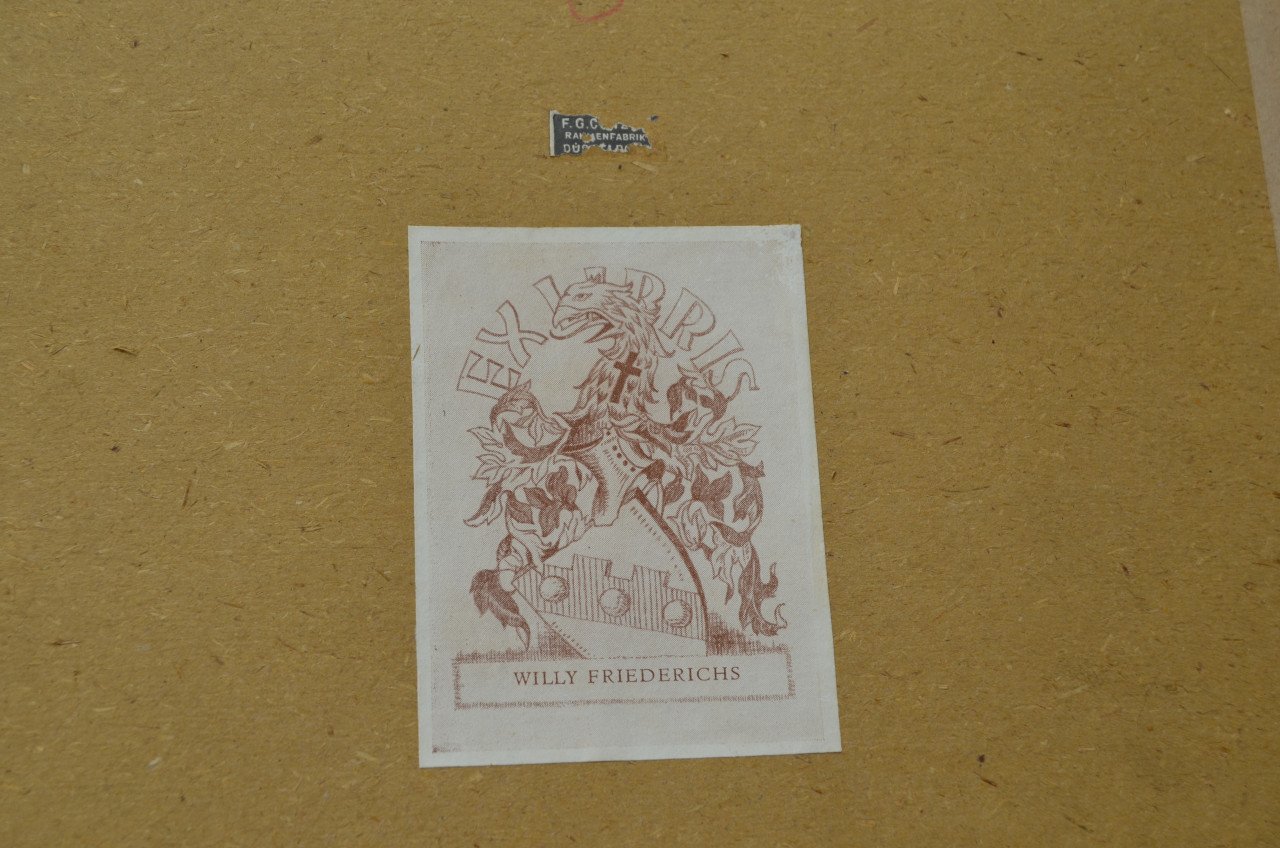 F. G.
RAHMENFABRIK
EX LIBRIS
WILLY FRIEDERICHS